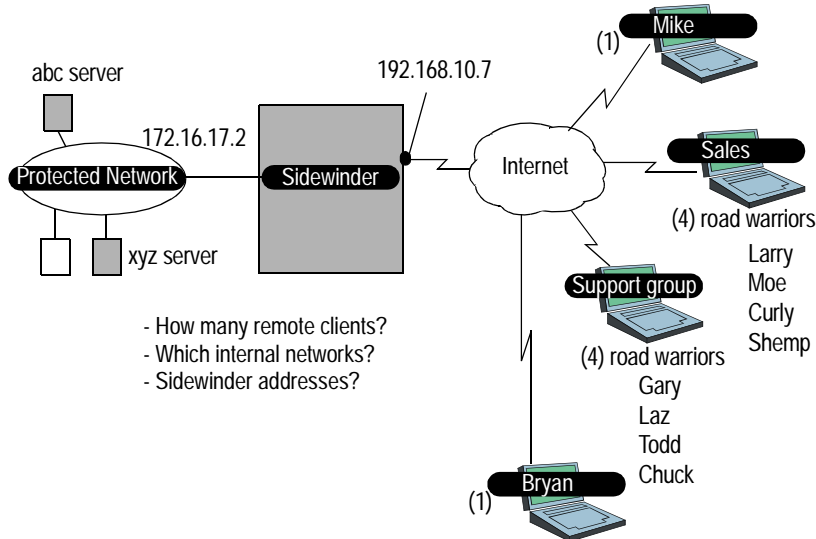 (1)
Mike
abc server
192.168.10.7
172.16.17.2
Protected Network
Sidewinder
Internet
Sales
(4) road warriors
Larry
Moe
Curly
Shemp
xyz server
Support group
(4) road warriors
Gary
Laz
Todd
Chuck
- How many remote clients?
- Which internal networks?
- Sidewinder addresses?
(1)
Bryan